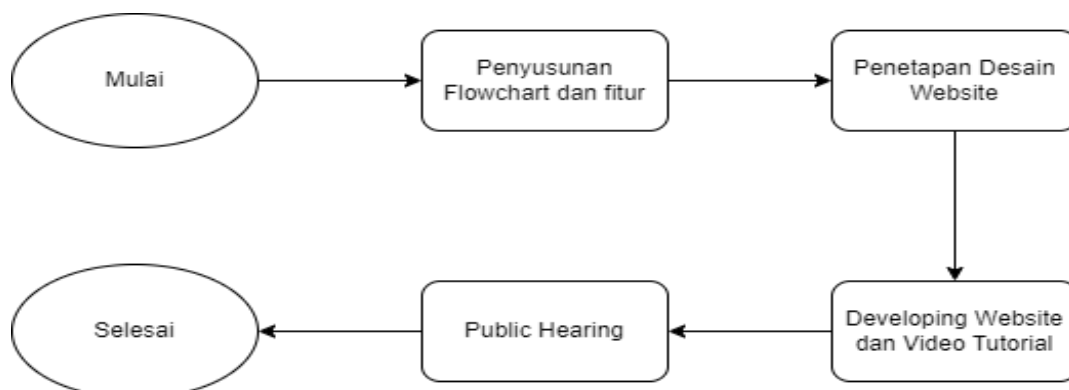 Mulai
Penyusunan
Flowchart dan fitur
Penetapan Desain
Website
Developing Website
dan Video Tutorial
Public Hearing
Selesai